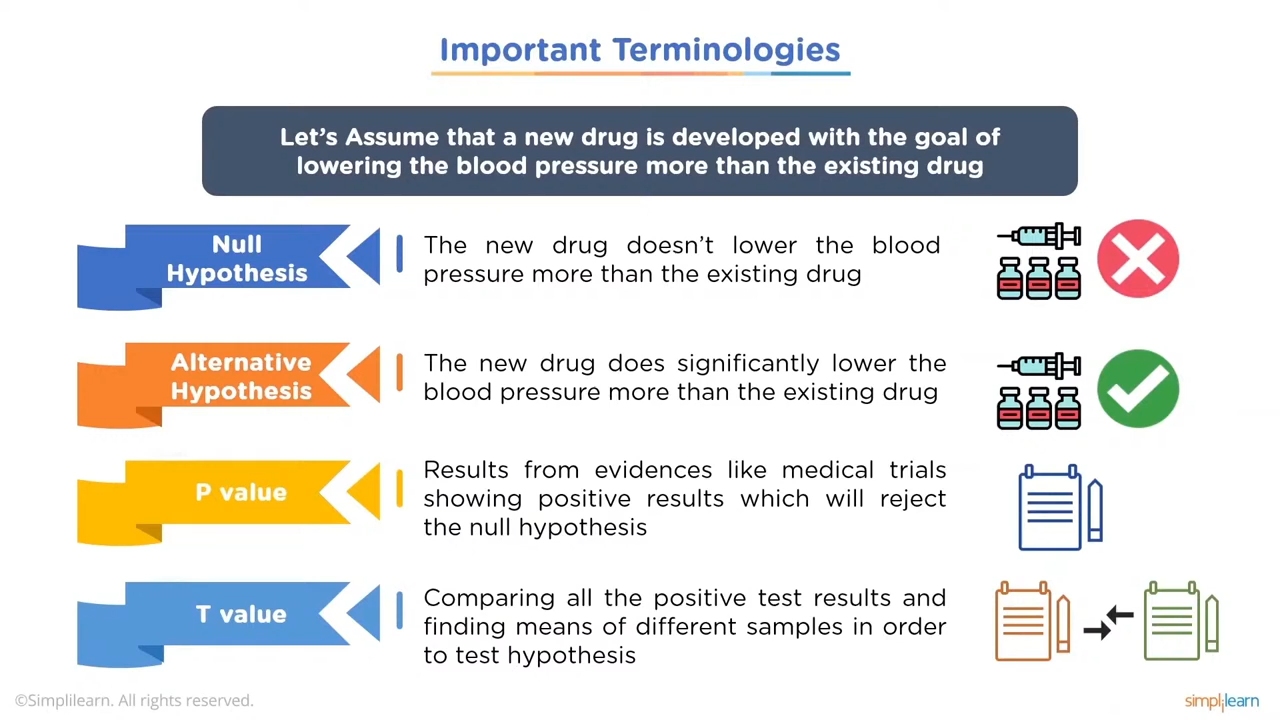 Important Terminologies
Let's Assume that a new drug is developed with the goal of
lowering the blood pressure more than the existing drug
Null
Hypothesis
The new drug doesn't lower the blood
pressure more than the existing drug
Alternative
Hypothesis
The new drug does significantly lower the
blood pressure more than the existing drug
P value
Results from evidences like medical trials
showing positive results which will reject
the null hypothesis
T value
Comparing all the positive test results and
finding means of different samples in order
to test hypothesis
©Simplilearn. All rights reserved.
simplilearn